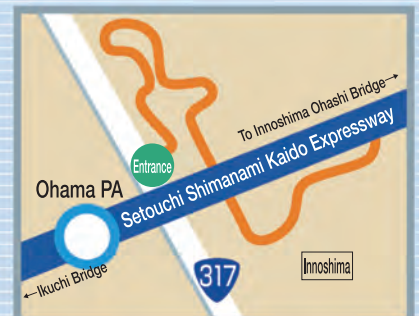 To Innoshima Ohashi Bridge→
Setouchi Shimanami Kaido Expressway
Entrance
Ohama PA
←Ikuchi Bridge
317
Innoshima